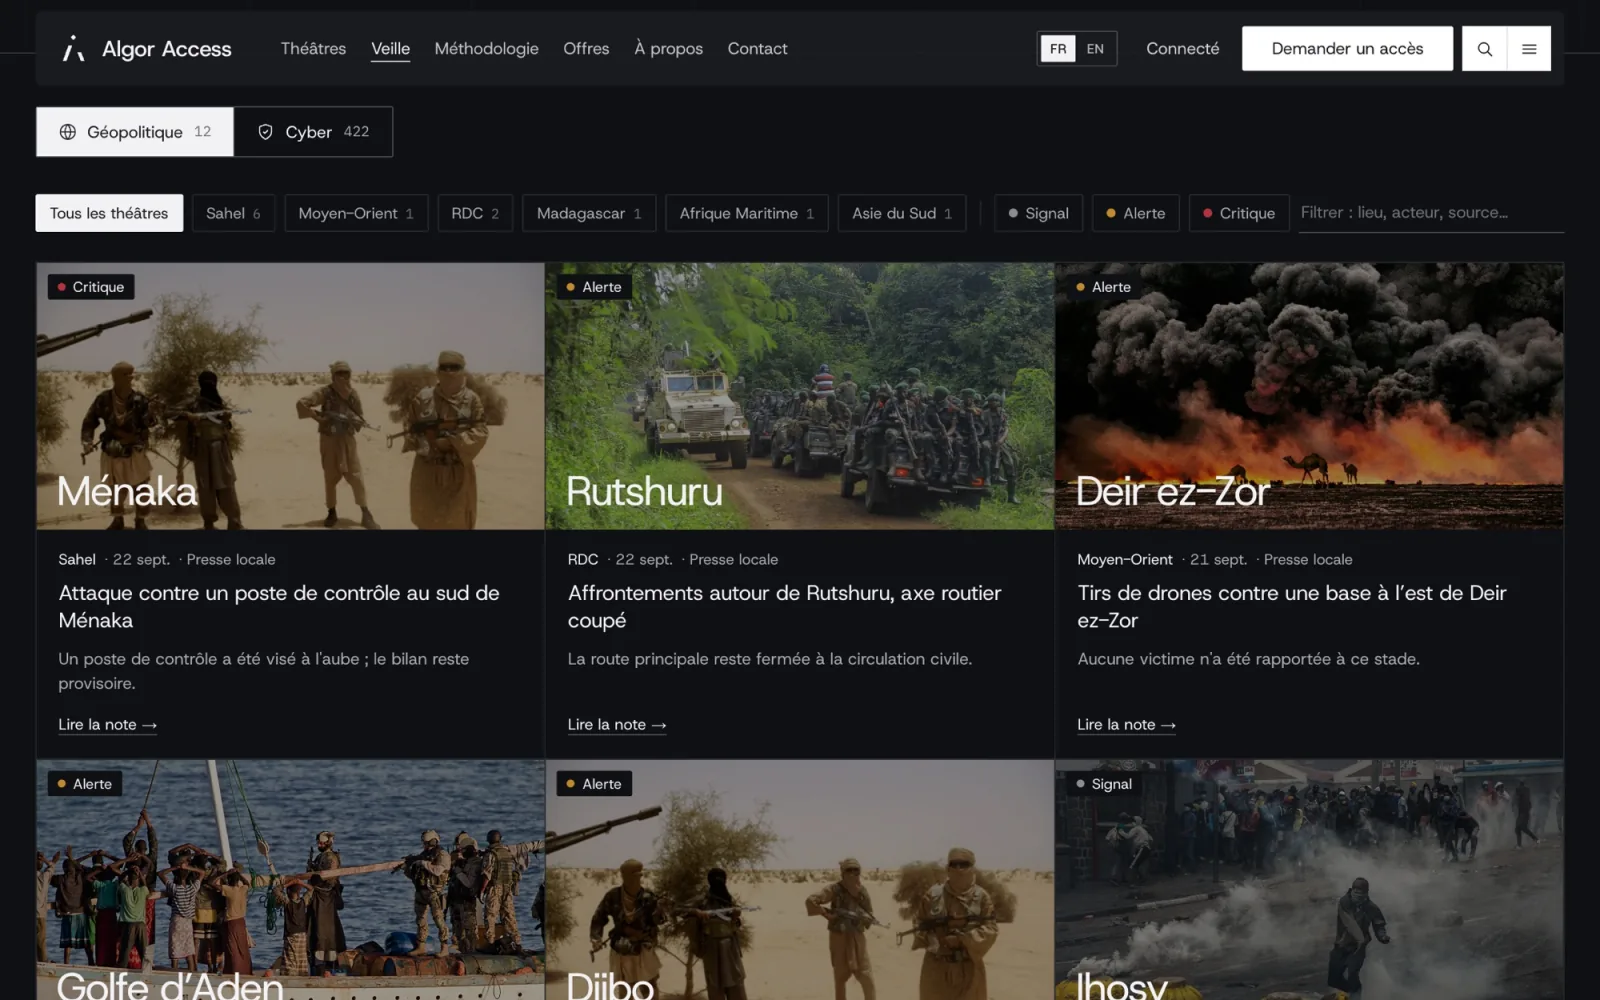 Algor Access
Théâtres
Veille
Méthodologie
Offres
À propos
Contact
FR
EN
Connecté
Demander un accès
Géopolitique 12
Cyber 422
Tous les théâtres
Sahel 6
Moyen-Orient 1
RDC 2
Madagascar 1
Afrique Maritime 1
Asie du Sud 1
Signal
Alerte
Critique
Filtrer : lieu, acteur, source...
Critique
Ménaka
Sahel · 22 sept. · Presse locale
Attaque contre un poste de contrôle au sud de
Ménaka
Un poste de contrôle a été visé à l'aube ; le bilan reste
provisoire.
Lire la note →
Alerte
Rutshuru
RDC · 22 sept. · Presse locale
Affrontements autour de Rutshuru, axe routier
coupé
La route principale reste fermée à la circulation civile.
Lire la note →
Alerte
Deir ez-Zor
Moyen-Orient · 21 sept. · Presse locale
Tirs de drones contre une base à l’est de Deir
ez-Zor
Aucune victime n'a été rapportée à ce stade.
Lire la note →
Alerte
Golfe d’Aden
Alerte
Djibo
Signal
Ihosy